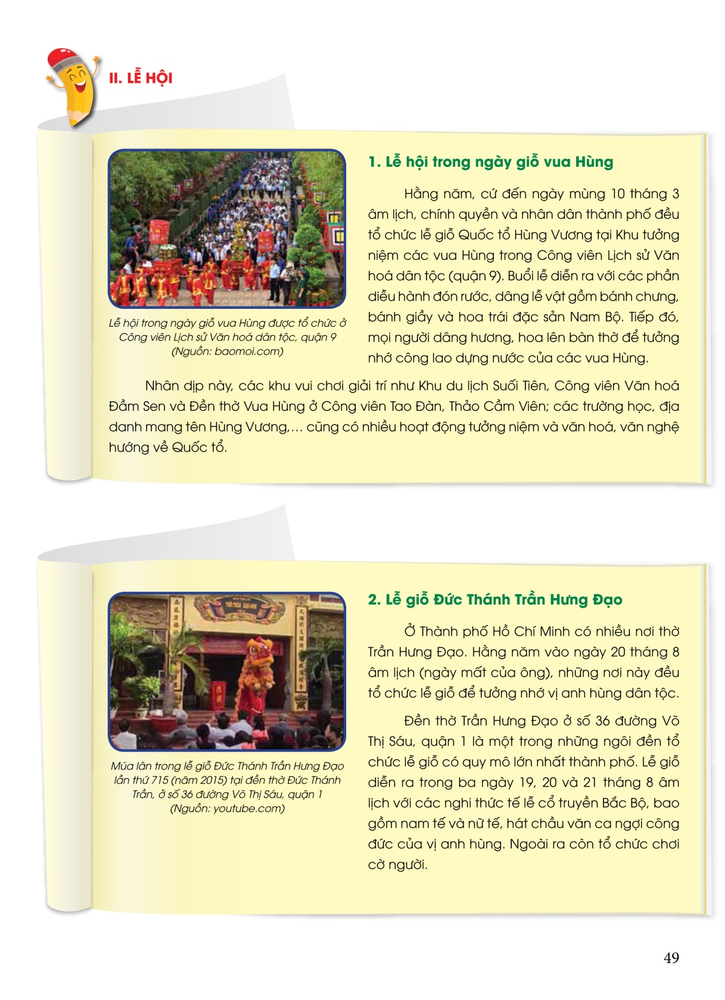 II. LỄ HỘI
1. Lễ hội trong ngày giỗ vua Hùng
Hằng năm, cứ đến ngày mùng 10 tháng 3
âm lịch, chính quyền và nhân dân thành phố đều
tổ chức lễ giỗ Quốc tổ Hùng Vương tại Khu tưởng
niệm các vua Hùng trong Công viên Lịch sử Văn
hoá dân tộc (quận 9). Buổi lễ diễn ra với các phần
diễu hành đón rước, dâng lễ vật gồm bánh chưng,
bánh giầy và hoa trái đặc sản Nam Bộ. Tiếp đó,
mọi người dâng hương, hoa lên bàn thờ để tưởng
nhớ công lao dựng nước của các vua Hùng.
Lễ hội trong ngày giỗ vua Hùng được tổ chức ở
Công viên Lịch sử Văn hoá dân tộc, quận 9
(Nguồn: baomoi.com)
Nhân dịp này, các khu vui chơi giải trí như Khu du lịch Suối Tiên, Công viên Văn hoá
Đầm Sen và Đền thờ Vua Hùng ở Công viên Tao Đàn, Thảo Cầm Viên; các trường học, địa
danh mang tên Hùng Vương,... cũng có nhiều hoạt động tưởng niệm và văn hoá, văn nghệ
hướng về Quốc tổ.
2. Lễ giỗ Đức Thánh Trần Hưng Đạo
Ở Thành phố Hồ Chí Minh có nhiều nơi thờ
Trần Hưng Đạo. Hằng năm vào ngày 20 tháng 8
âm lịch (ngày mất của ông), những nơi này đều
tổ chức lễ giỗ để tưởng nhớ vị anh hùng dân tộc.
Đền thờ Trần Hưng Đạo ở số 36 đường Võ
Thị Sáu, quận 1 là một trong những ngôi đền tổ
chức lễ giỗ có quy mô lớn nhất thành phố. Lễ giỗ
diễn ra trong ba ngày 19, 20 và 21 tháng 8 âm
lịch với các nghi thức tế lễ cổ truyền Bắc Bộ, bao
gồm nam tế và nữ tế, hát chầu văn ca ngợi công
đức của vị anh hùng. Ngoài ra còn tổ chức chơi
cờ người.
Múa lân trong lễ giỗ Đức Thánh Trần Hưng Đạo
lần thứ 715 (năm 2015) tại đền thờ Đức Thánh
Trần, ở số 36 đường Võ Thị Sáu, quận 1
(Nguồn: youtube.com)
49